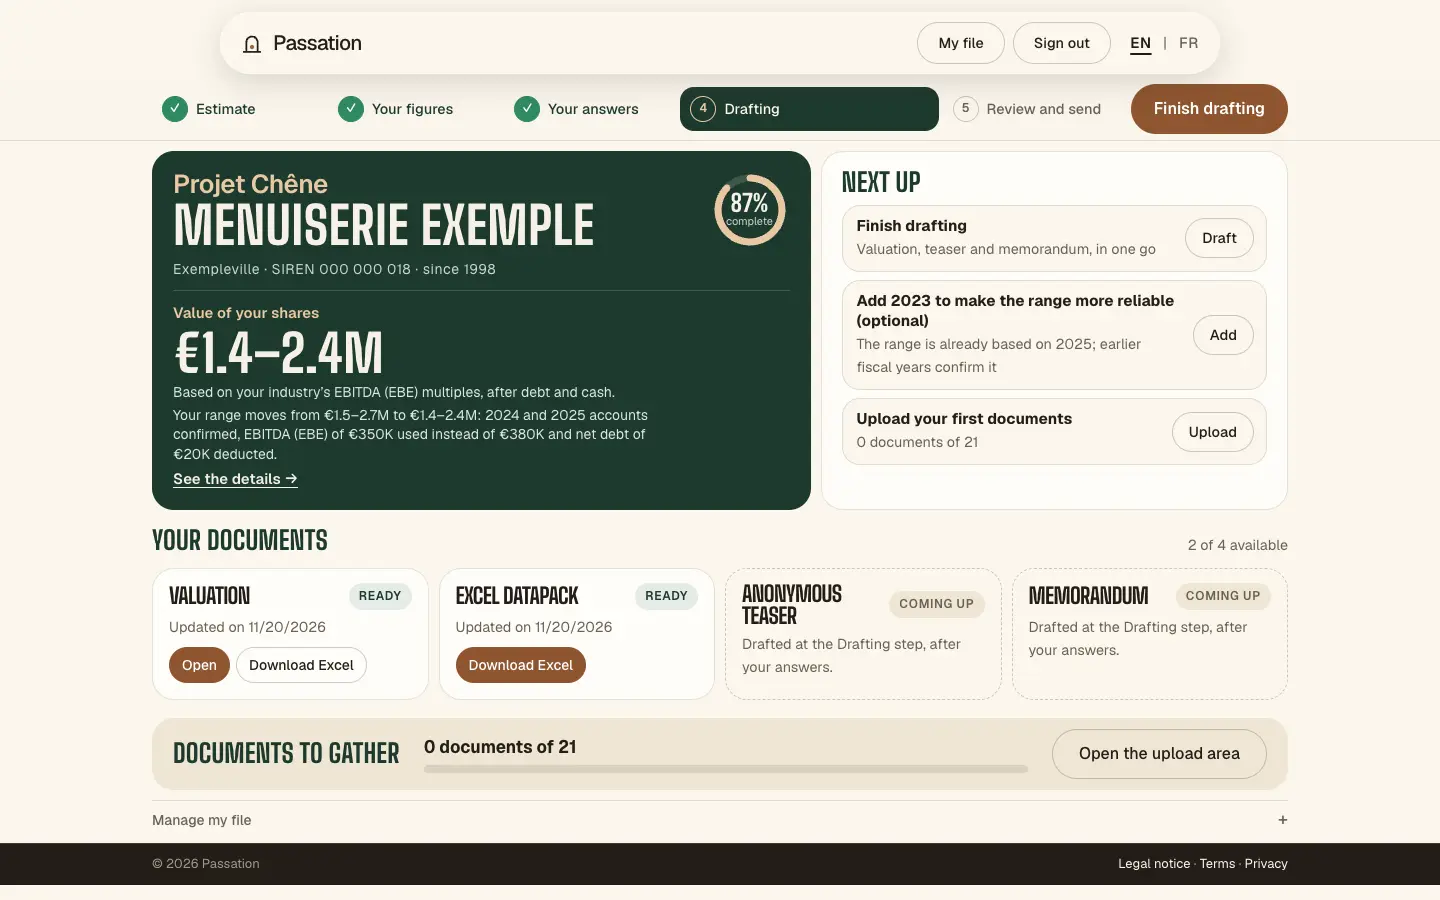 Passation
My file
Sign out
EN | FR
Estimate
Your figures
Your answers
4 Drafting
5 Review and send
Finish drafting
Projet Chêne
MENUISERIE EXEMPLE
87%
complete
Exempleville · SIREN 000 000 018 · since 1998
Value of your shares
€1.4–2.4M
Based on your industry’s EBITDA (EBE) multiples, after debt and cash.
Your range moves from €1.5–2.7M to €1.4–2.4M: 2024 and 2025 accounts
confirmed, EBITDA (EBE) of €350K used instead of €380K and net debt of
€20K deducted.
See the details →
NEXT UP
Finish drafting
Valuation, teaser and memorandum, in one go
Draft
Add 2023 to make the range more reliable
(optional)
The range is already based on 2025; earlier
fiscal years confirm it
Add
Upload your first documents
0 documents of 21
Upload
YOUR DOCUMENTS
2 of 4 available
VALUATION
READY
Updated on 11/20/2026
Open
Download Excel
EXCEL DATAPACK
READY
Updated on 11/20/2026
Download Excel
ANONYMOUS
TEASER
COMING UP
Drafted at the Drafting step, after
your answers.
MEMORANDUM
COMING UP
Drafted at the Drafting step, after
your answers.
DOCUMENTS TO GATHER
0 documents of 21
Open the upload area
Manage my file
+
© 2026 Passation
Legal notice · Terms · Privacy